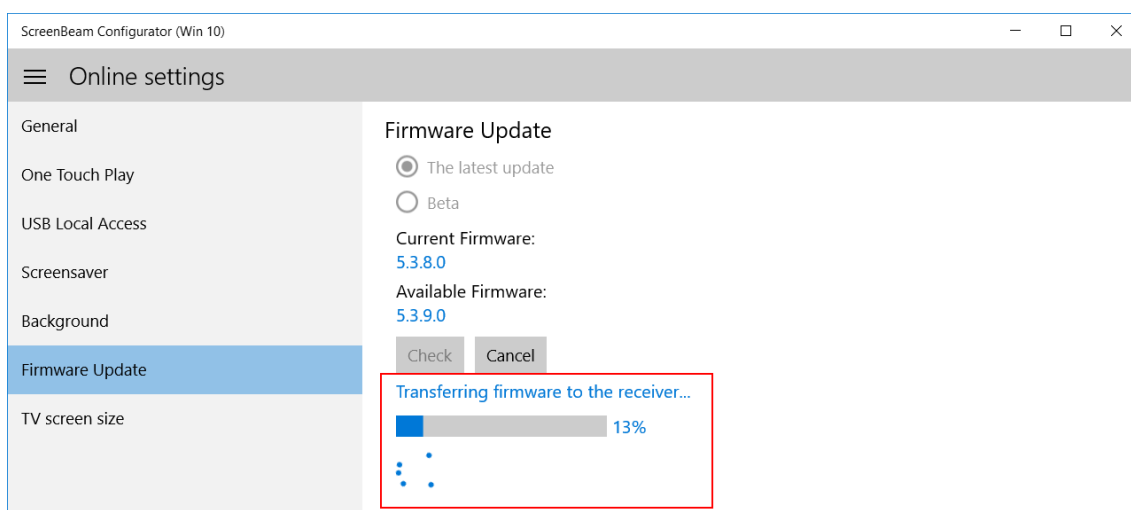 ScreenBeam Configurator (Win 10)
Online settings
General
One Touch Play
USB Local Access
Screensaver
Background
Firmware Update
TV screen size
Firmware Update
The latest update
Beta
Current Firmware:
5.3.8.0
Available Firmware:
5.3.9.0
Check Cancel
Transferring firmware to the receiver...
13%